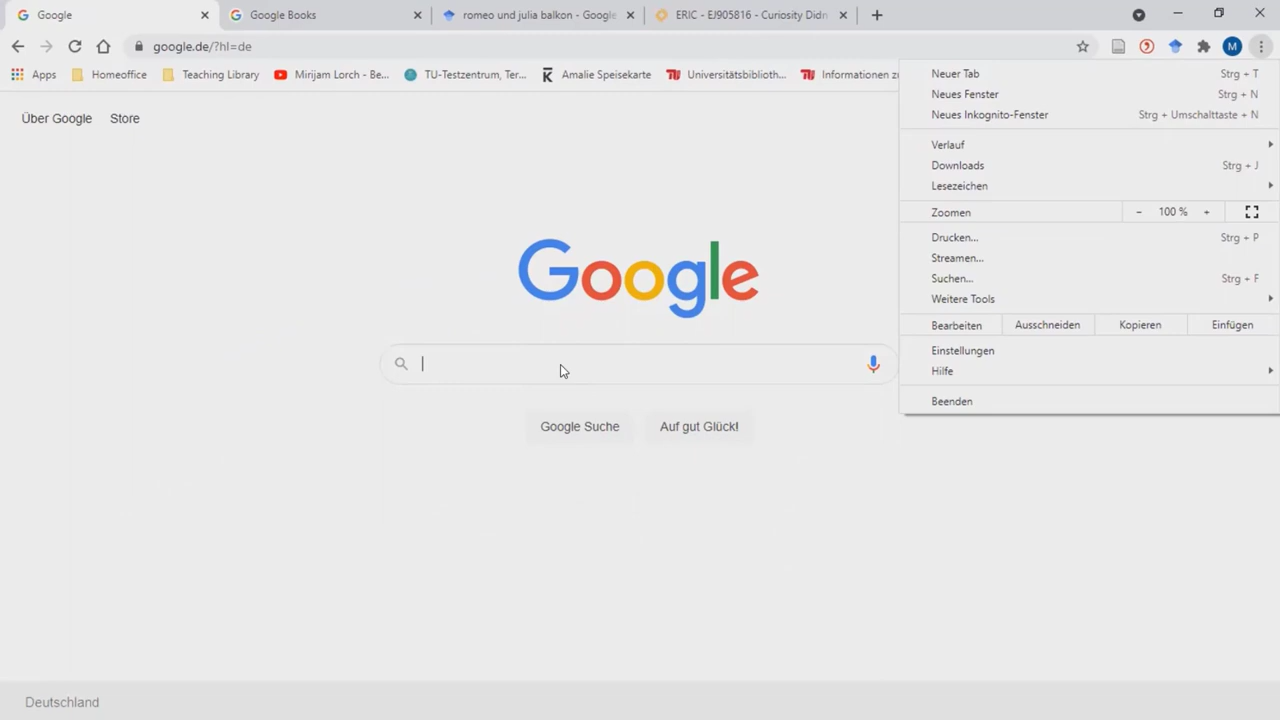 Google
Google Books
romeo und julia balkon - Google
ERIC - EJ905816 - Curiosity Didn
google.de/?hl=de
M
Apps
Homeoffice
Teaching Library
Mirijam Lorch - Be...
TU-Testzentrum, Ter...
Amalie Speisekarte
Universitätsbiblioth...
Informationen zu
Über Google
Store
Neuer Tab Strg + T
Neues Fenster Strg + N
Neues Inkognito-Fenster Strg + Umschalttaste + N
Verlauf
Downloads Strg + J
Lesezeichen
Zoomen - 100 % +
Drucken... Strg + P
Streamen...
Suchen... Strg + F
Weitere Tools
Bearbeiten Ausschneiden Kopieren Einfügen
Einstellungen
Hilfe
Beenden
Google
Google Suche
Auf gut Glück!
Deutschland